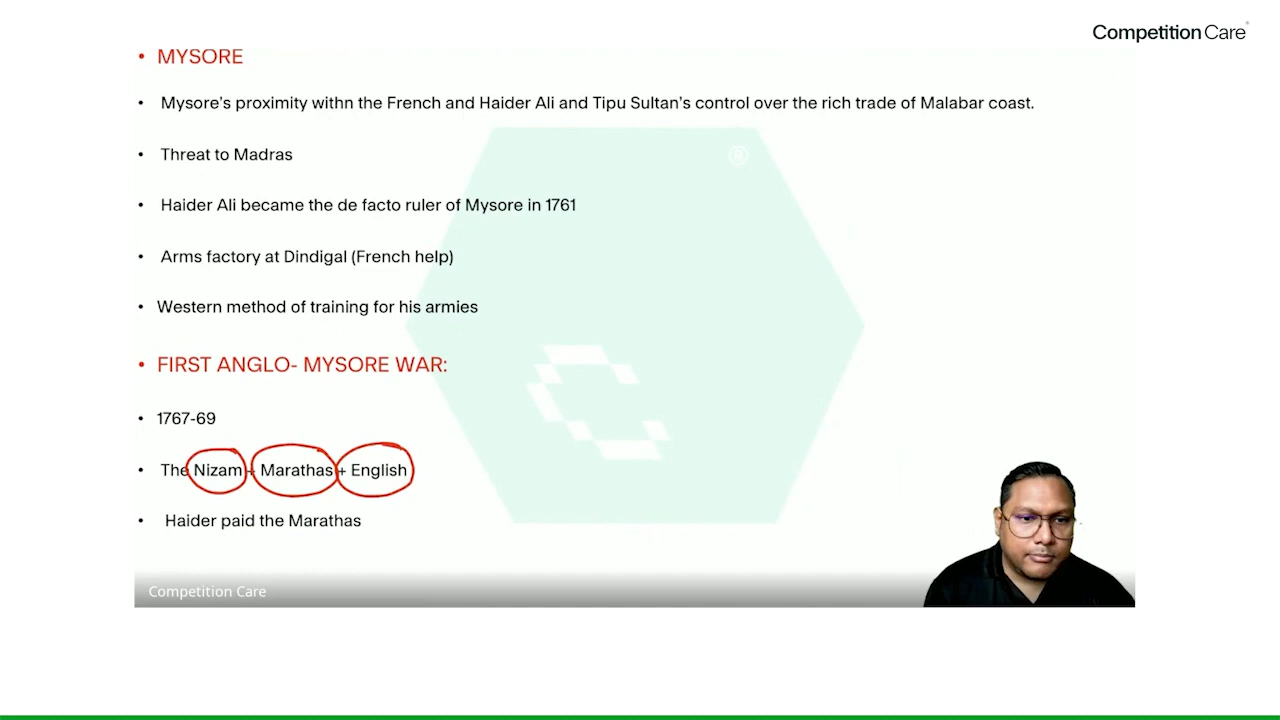 Competition Care
• MYSORE
• Mysore's proximity withn the French and Haider Ali and Tipu Sultan's control over the rich trade of Malabar coast.
• Threat to Madras
• Haider Ali became the de facto ruler of Mysore in 1761
• Arms factory at Dindigal (French help)
• Western method of training for his armies
• FIRST ANGLO- MYSORE WAR:
• 1767-69
• The Nizam + Marathas + English
• Haider paid the Marathas
Competition Care